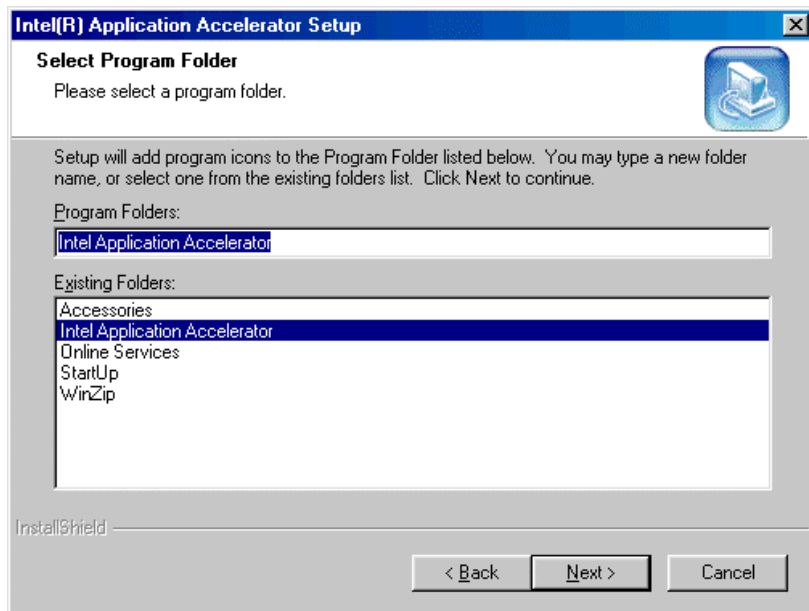 Intel(R) Application Accelerator Setup
Select Program Folder
Please select a program folder.
Setup will add program icons to the Program Folder listed below. You may type a new folder
name, or select one from the existing folders list. Click Next to continue.
Program Folders:
Intel Application Accelerator
Existing Folders:
Accessories
Intel Application Accelerator
Online Services
StartUp
WinZip
InstallShield
< Back
Next >
Cancel